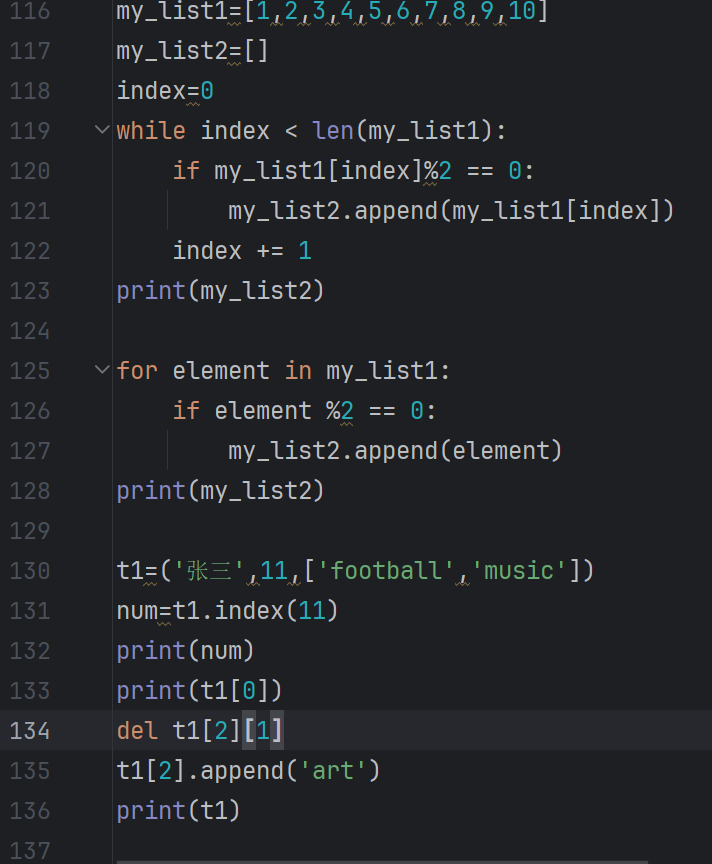 116 my_list1=[1,2,3,4,5,6,7,8,9,10]
117 my_list2=[]
118 index=0
119 while index < len(my_list1):
120     if my_list1[index]%2 == 0:
121         my_list2.append(my_list1[index])
122     index += 1
123 print(my_list2)
124
125 for element in my_list1:
126     if element %2 == 0:
127         my_list2.append(element)
128 print(my_list2)
129
130 t1=('张三',11,['football','music'])
131 num=t1.index(11)
132 print(num)
133 print(t1[0])
134 del t1[2][1]
135 t1[2].append('art')
136 print(t1)
137